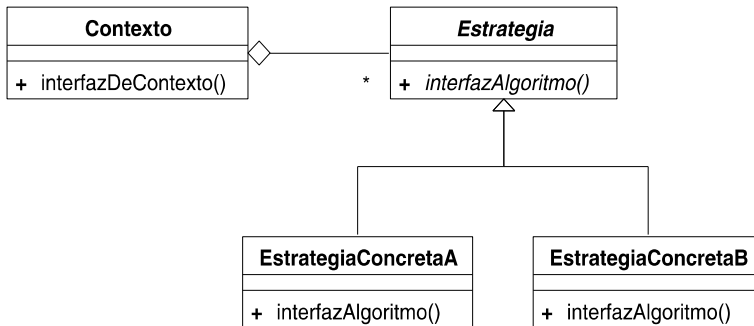 Contexto
Estrategia
+ interfazDeContexto()
*
+ interfazAlgoritmo()
EstrategiaConcretaA
EstrategiaConcretaB
+ interfazAlgoritmo()
+ interfazAlgoritmo()